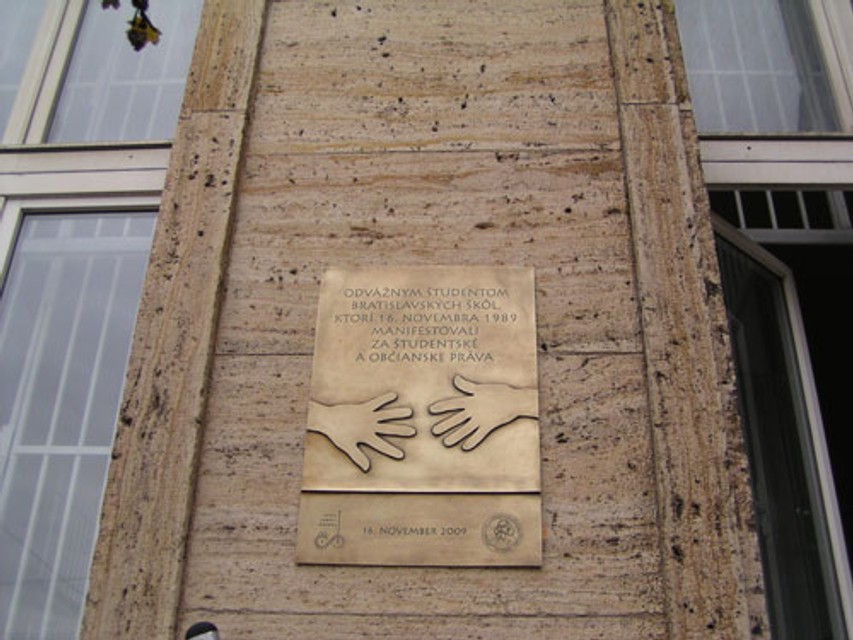 ODVÁŽNYM ŠTUDENTOM
BRATISLAVSKÝCH ŠKÔL,
KTORÍ 16. NOVEMBRA 1989
MANIFESTOVALI
ZA ŠTUDENTSKÉ
A OBČIANSKE PRÁVA
16. NOVEMBER 2009